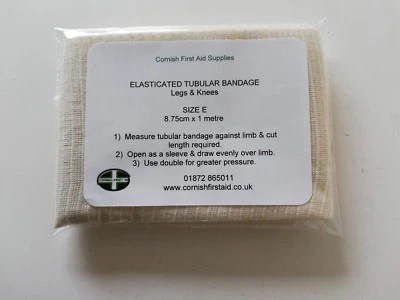 Cornish First Aid Supplies
ELASTICATED TUBULAR BANDAGE
Legs & Knees
SIZE E
8.75cm x 1 metre
1) Measure tubular bandage against limb & cut
length required.
2) Open as a sleeve & draw evenly over limb.
3) Use double for greater pressure.
01872 865011
www.cornishfirstaid.co.uk